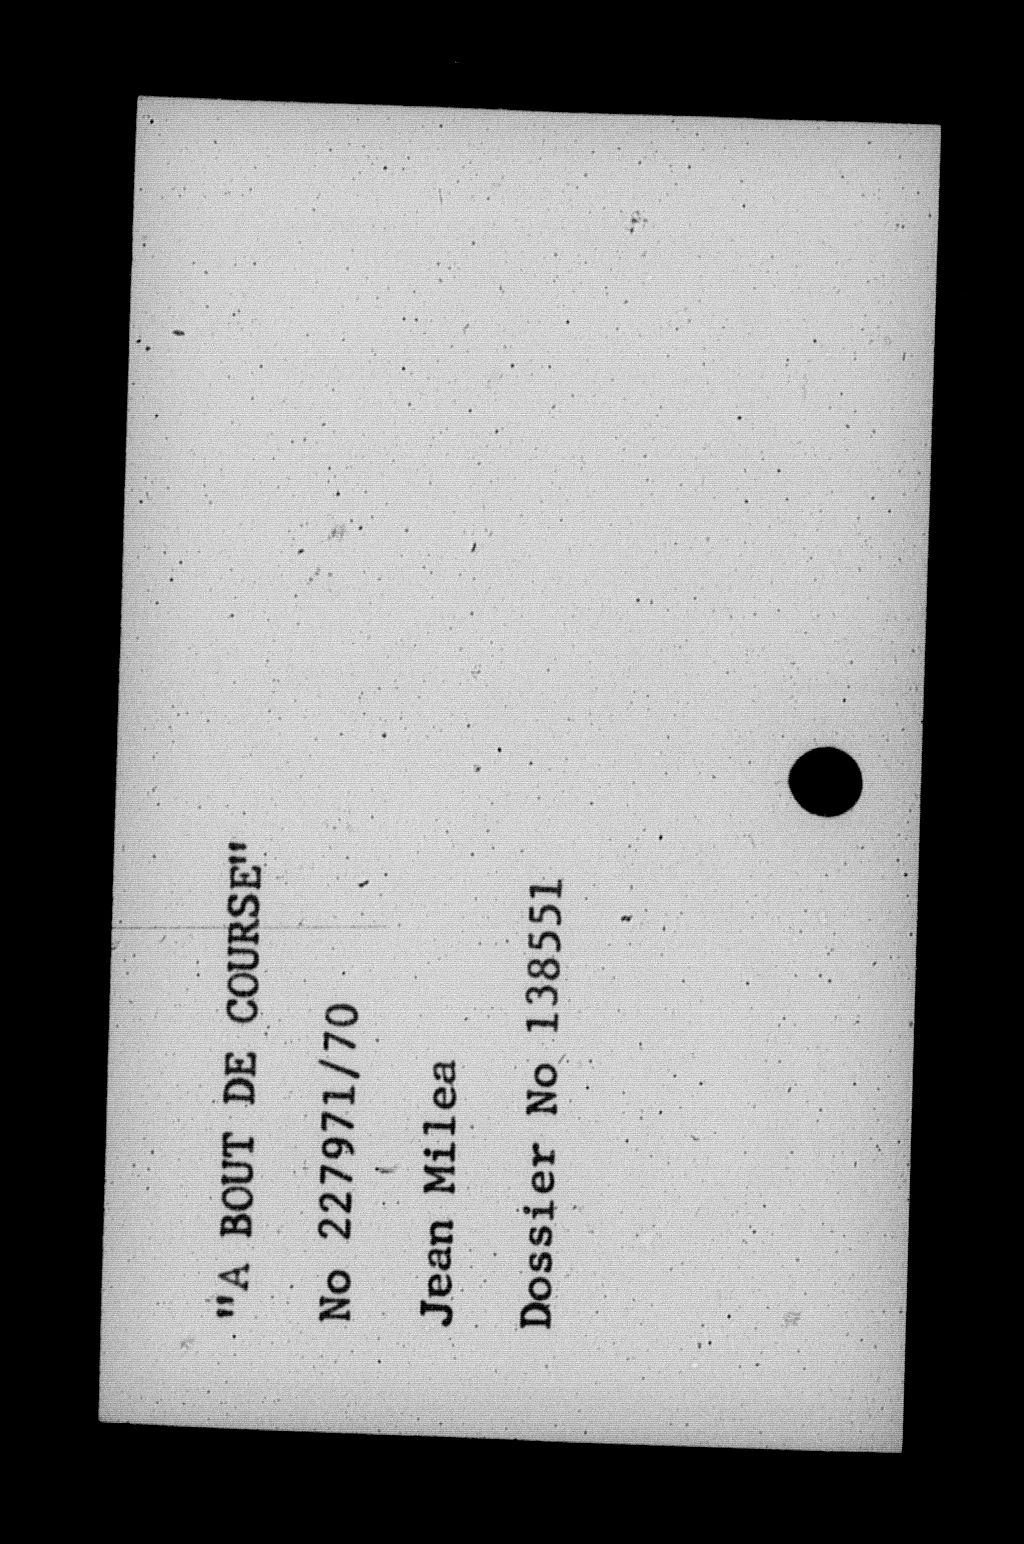 "A BOUT DE COURSE"
No 227971/70
Jean Milea
Dossier No 138551